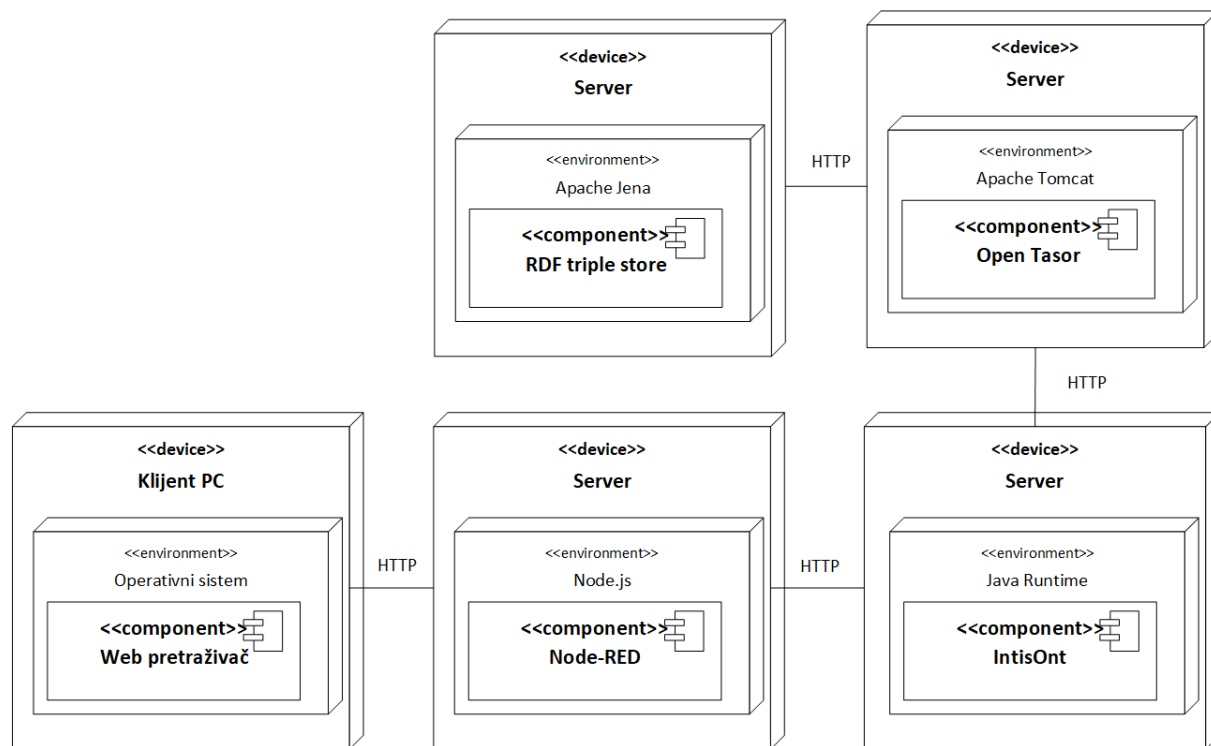 <<device>>
Server
<<environment>>
Apache Jena
<<component>>
RDF triple store
HTTP
<<device>>
Server
<<environment>>
Apache Tomcat
<<component>>
Open Tasor
HTTP
<<device>>
Klijent PC
<<environment>>
Operativni sistem
<<component>>
Web pretraživač
HTTP
<<device>>
Server
<<environment>>
Node.js
<<component>>
Node-RED
HTTP
<<device>>
Server
<<environment>>
Java Runtime
<<component>>
IntisOnt